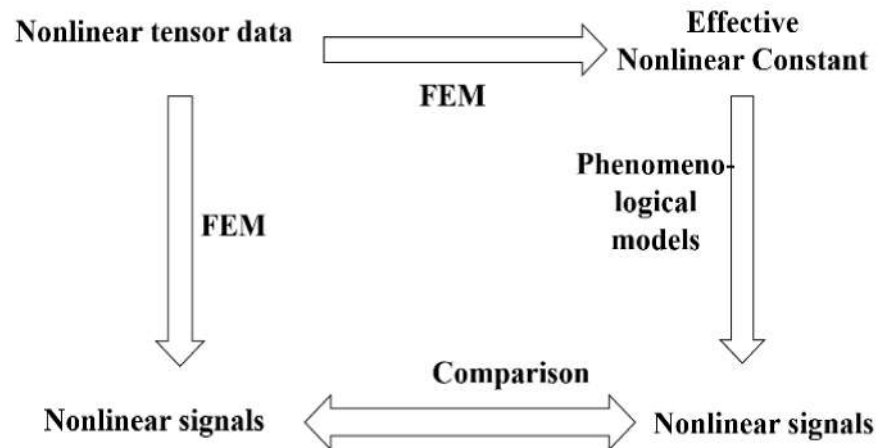 Nonlinear tensor data
Effective
Nonlinear Constant
FEM
FEM
Phenomeno-
logical
models
Comparison
Nonlinear signals
Nonlinear signals